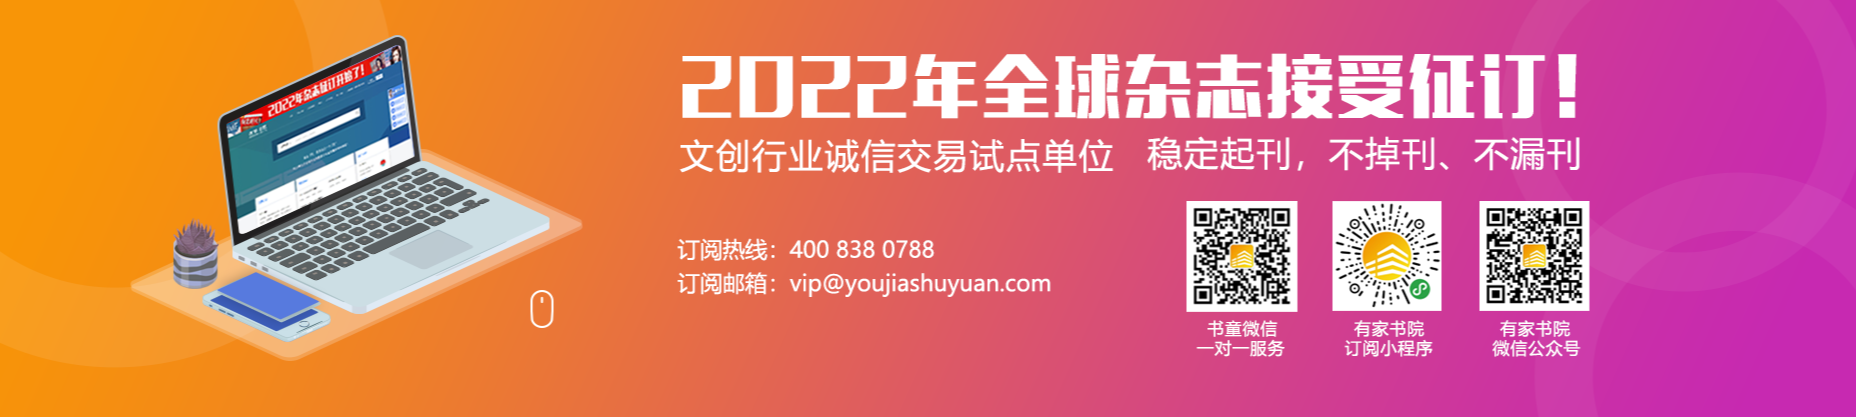 2022年杂志征订开始了!
2022年全球杂志接受征订!
文创行业诚信交易试点单位 稳定起刊，不掉刊、不漏刊
订阅热线：400 838 0788
订阅邮箱：vip@youjiashuyuan.com
书童微信
一对一服务
有家书院
订阅小程序
有家书院
微信公众号